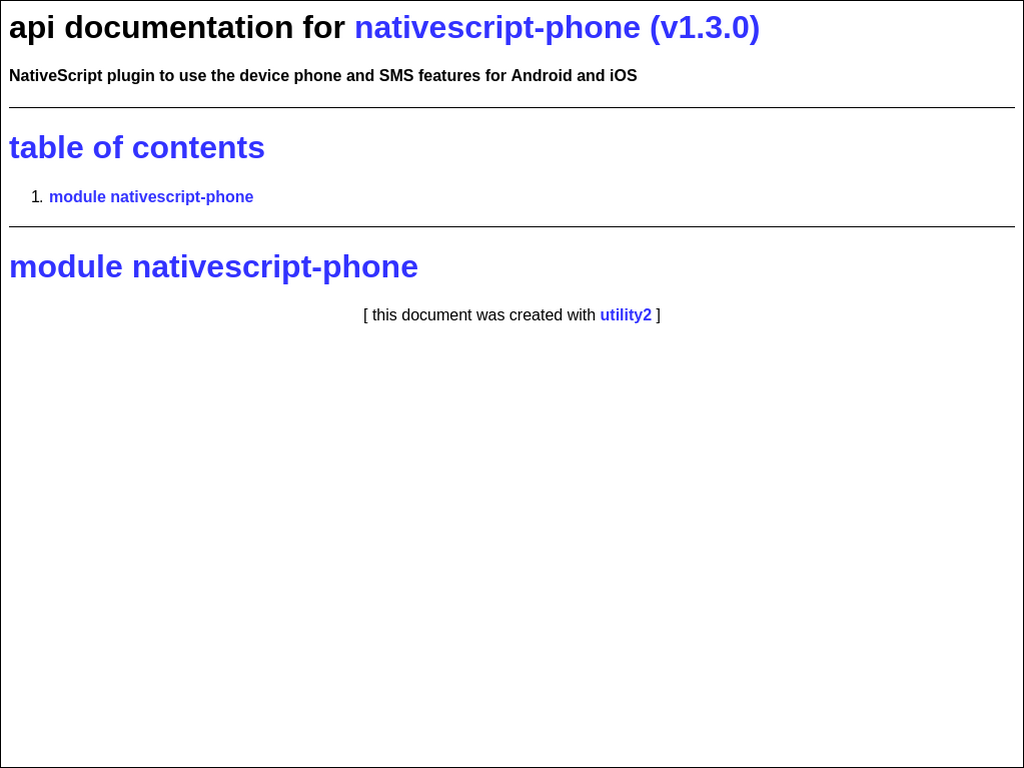 api documentation for nativescript-phone (v1.3.0)
NativeScript plugin to use the device phone and SMS features for Android and iOS
table of contents
1. module nativescript-phone
module nativescript-phone
[ this document was created with utility2 ]